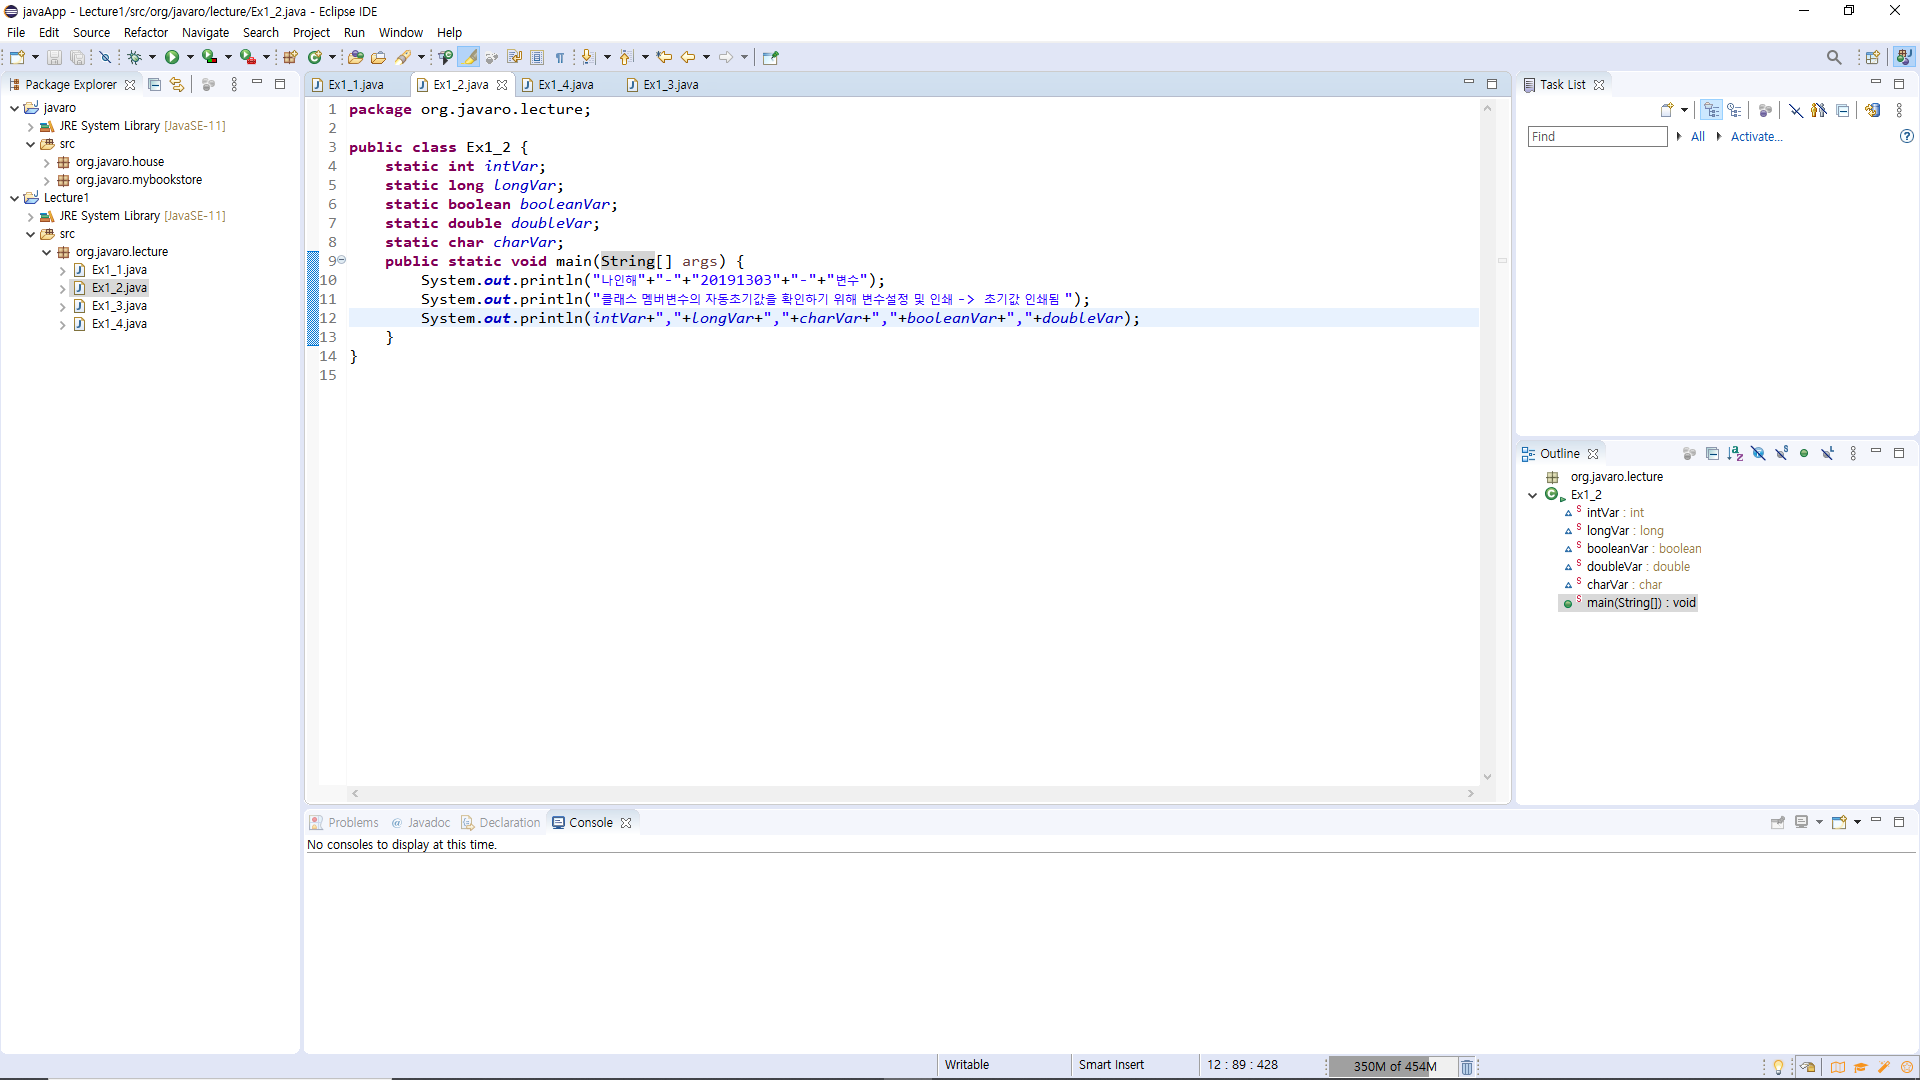 javaApp - Lecture1/src/org/javaro/lecture/Ex1_2.java - Eclipse IDE
File Edit Source Refactor Navigate Search Project Run Window Help
Package Explorer
javaro
JRE System Library [JavaSE-11]
src
org.javaro.house
org.javaro.mybookstore
Lecture1
JRE System Library [JavaSE-11]
src
org.javaro.lecture
Ex1_1.java
Ex1_2.java
Ex1_3.java
Ex1_4.java
Ex1_1.java Ex1_2.java Ex1_4.java Ex1_3.java
1 package org.javaro.lecture;
2
3 public class Ex1_2 {
4 static int intVar;
5 static long longVar;
6 static boolean booleanVar;
7 static double doubleVar;
8 static char charVar;
9 public static void main(String[] args) {
10 System.out.println("나인해"+"-"+"20191303"+"-"+"변수");
11 System.out.println("클래스 멤버변수의 자동초기값을 확인하기 위해 변수설정 및 인쇄 -> 초기값 인쇄됨 ");
12 System.out.println(intVar+","+longVar+","+charVar+","+booleanVar+","+doubleVar);
13 }
14 }
15
Task List
Find All Activate...
Outline
org.javaro.lecture
Ex1_2
intVar : int
longVar : long
booleanVar : boolean
doubleVar : double
charVar : char
main(String[]) : void
Problems @ Javadoc Declaration Console
No consoles to display at this time.
Writable Smart Insert 12 : 89 : 428 350M of 454M